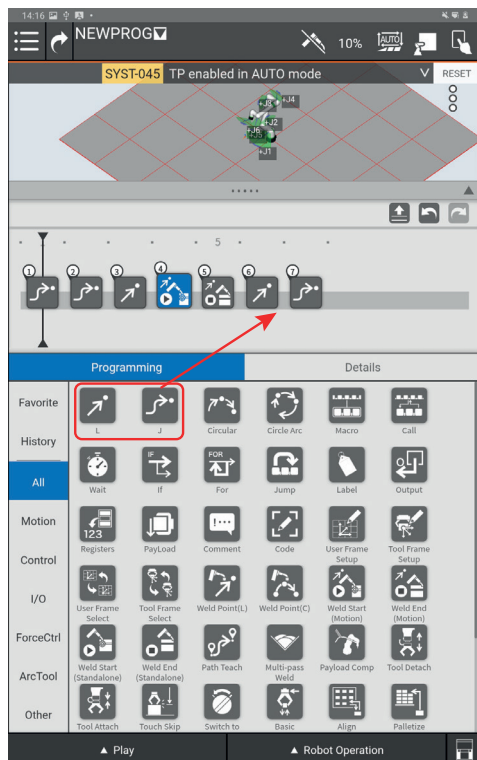 14:16
NEWPROG
10%
AUTO
SYST-045 TP enabled in AUTO mode
RESET
+J3 +J4
+J2
+J6
+J1
5
1 2 3 4 5 6 7
Programming Details
Favorite
History
All
Motion
Control
I/O
ForceCtrl
ArcTool
Other
L J Circular Circle Arc Macro Call
IF FOR
Wait If For Jump Label Output
123
Registers PayLoad Comment Code User Frame Setup Tool Frame Setup
User Frame Select Tool Frame Select Weld Point(L) Weld Point(C) Weld Start (Motion) Weld End (Motion)
Weld Start (Standalone) Weld End (Standalone) Path Teach Multi-pass Weld Payload Comp Tool Detach
Tool Attach Touch Skip Switch to Basic Align Palletize
Play Robot Operation